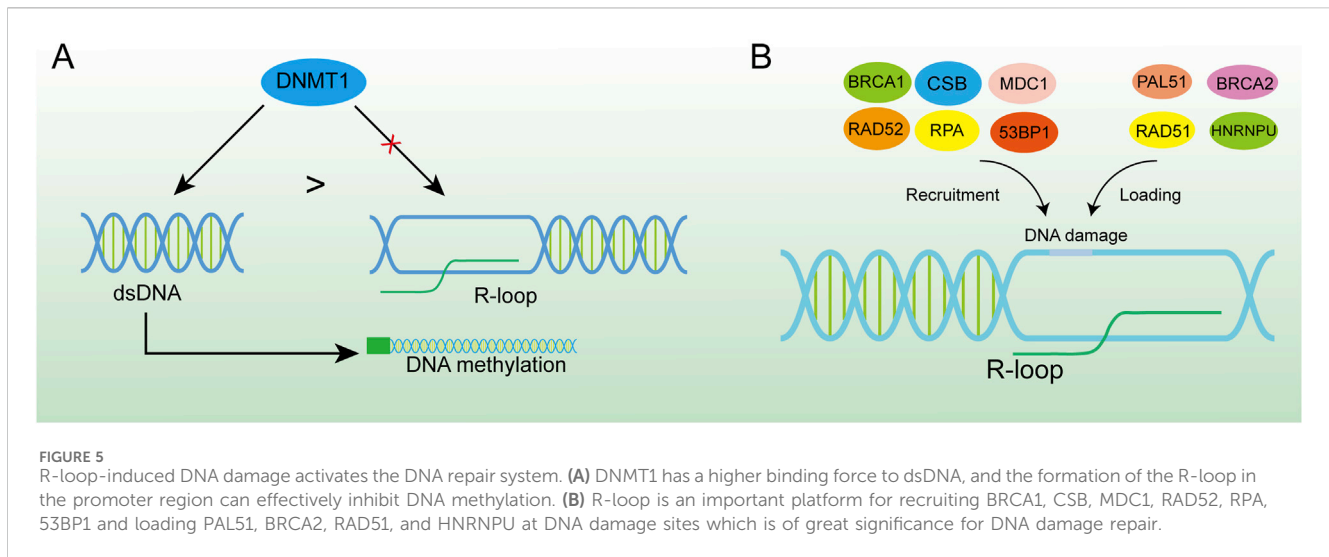 A
DNMT1
>
dsDNA
R-loop
DNA methylation
B
BRCA1 CSB MDC1 PAL51 BRCA2
RAD52 RPA 53BP1 RAD51 HNRNPU
Recruitment Loading
DNA damage
R-loop
FIGURE 5
R-loop-induced DNA damage activates the DNA repair system. (A) DNMT1 has a higher binding force to dsDNA, and the formation of the R-loop in
the promoter region can effectively inhibit DNA methylation. (B) R-loop is an important platform for recruiting BRCA1, CSB, MDC1, RAD52, RPA,
53BP1 and loading PAL51, BRCA2, RAD51, and HNRNPU at DNA damage sites which is of great significance for DNA damage repair.